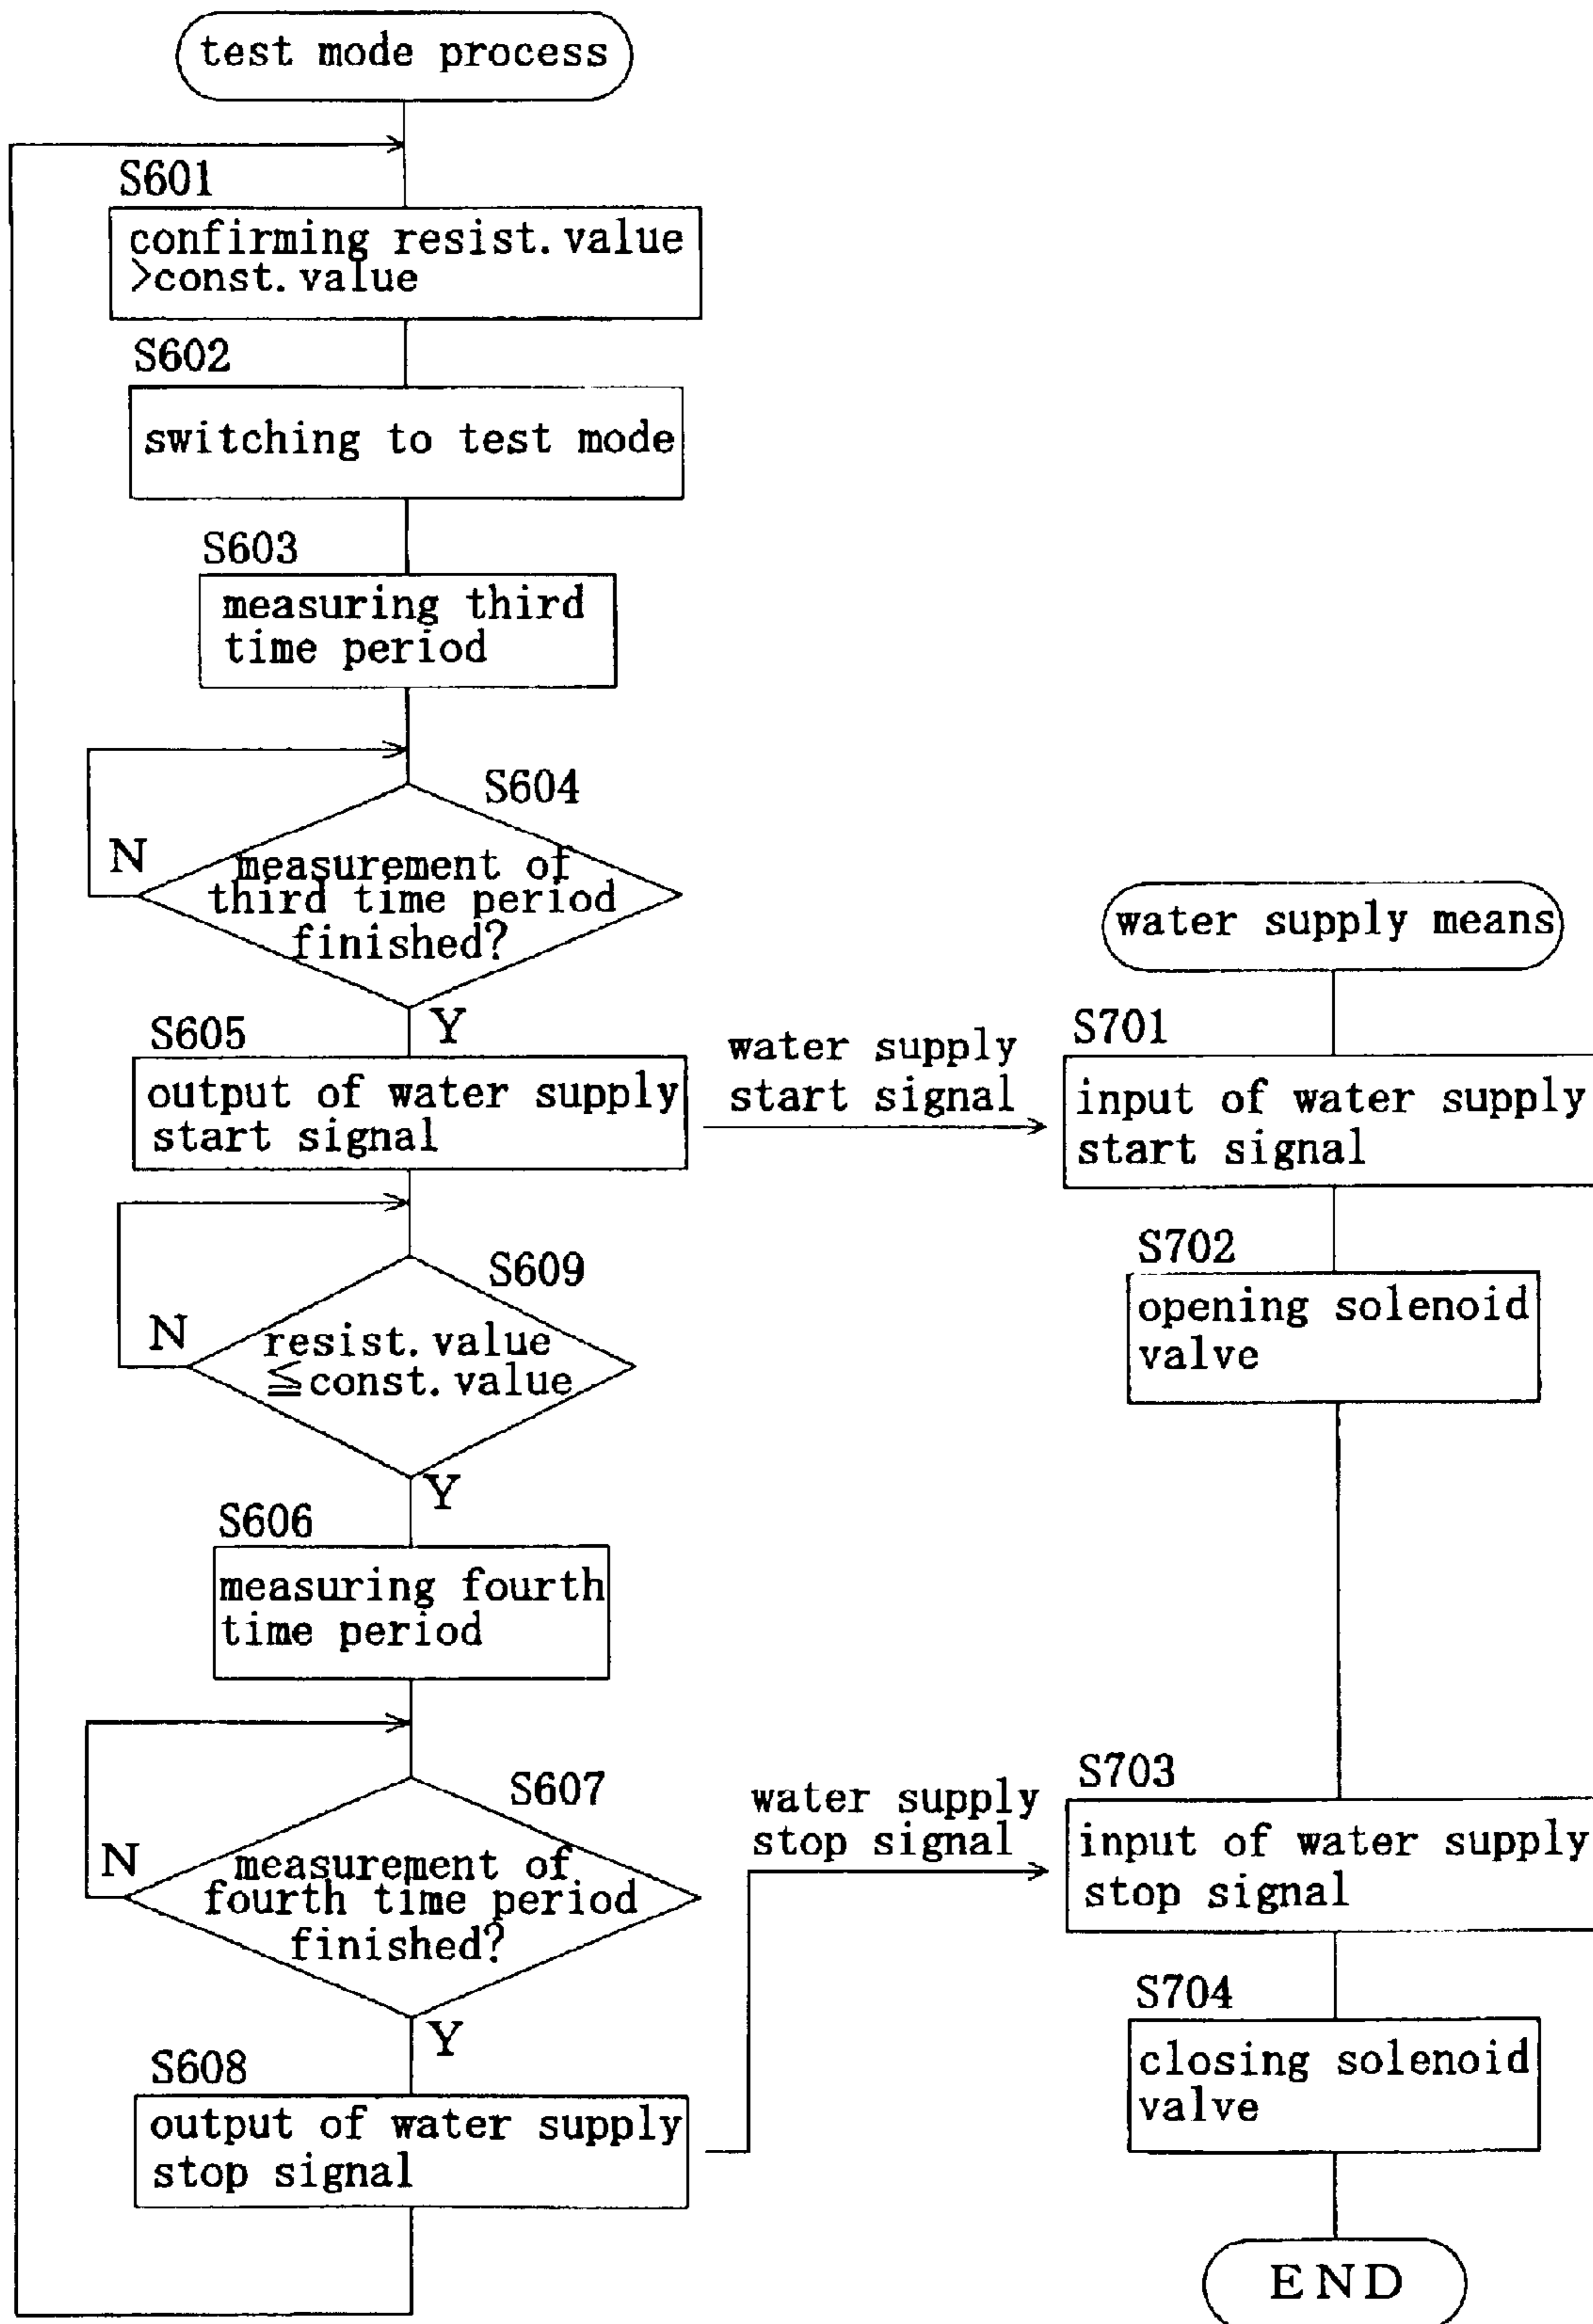 test mode process
S601
confirming resist.value
>const.value
S602
switching to test mode
S603
measuring third
time period
S604
N
measurement of
third time period
finished?
Y
S605
output of water supply
start signal
water supply
start signal
S609
N
resist.value
≦const.value
Y
S606
measuring fourth
time period
S607
N
measurement of
fourth time period
finished?
Y
S608
output of water supply
stop signal
water supply
stop signal
water supply means
S701
input of water supply
start signal
S702
opening solenoid
valve
S703
input of water supply
stop signal
S704
closing solenoid
valve
END